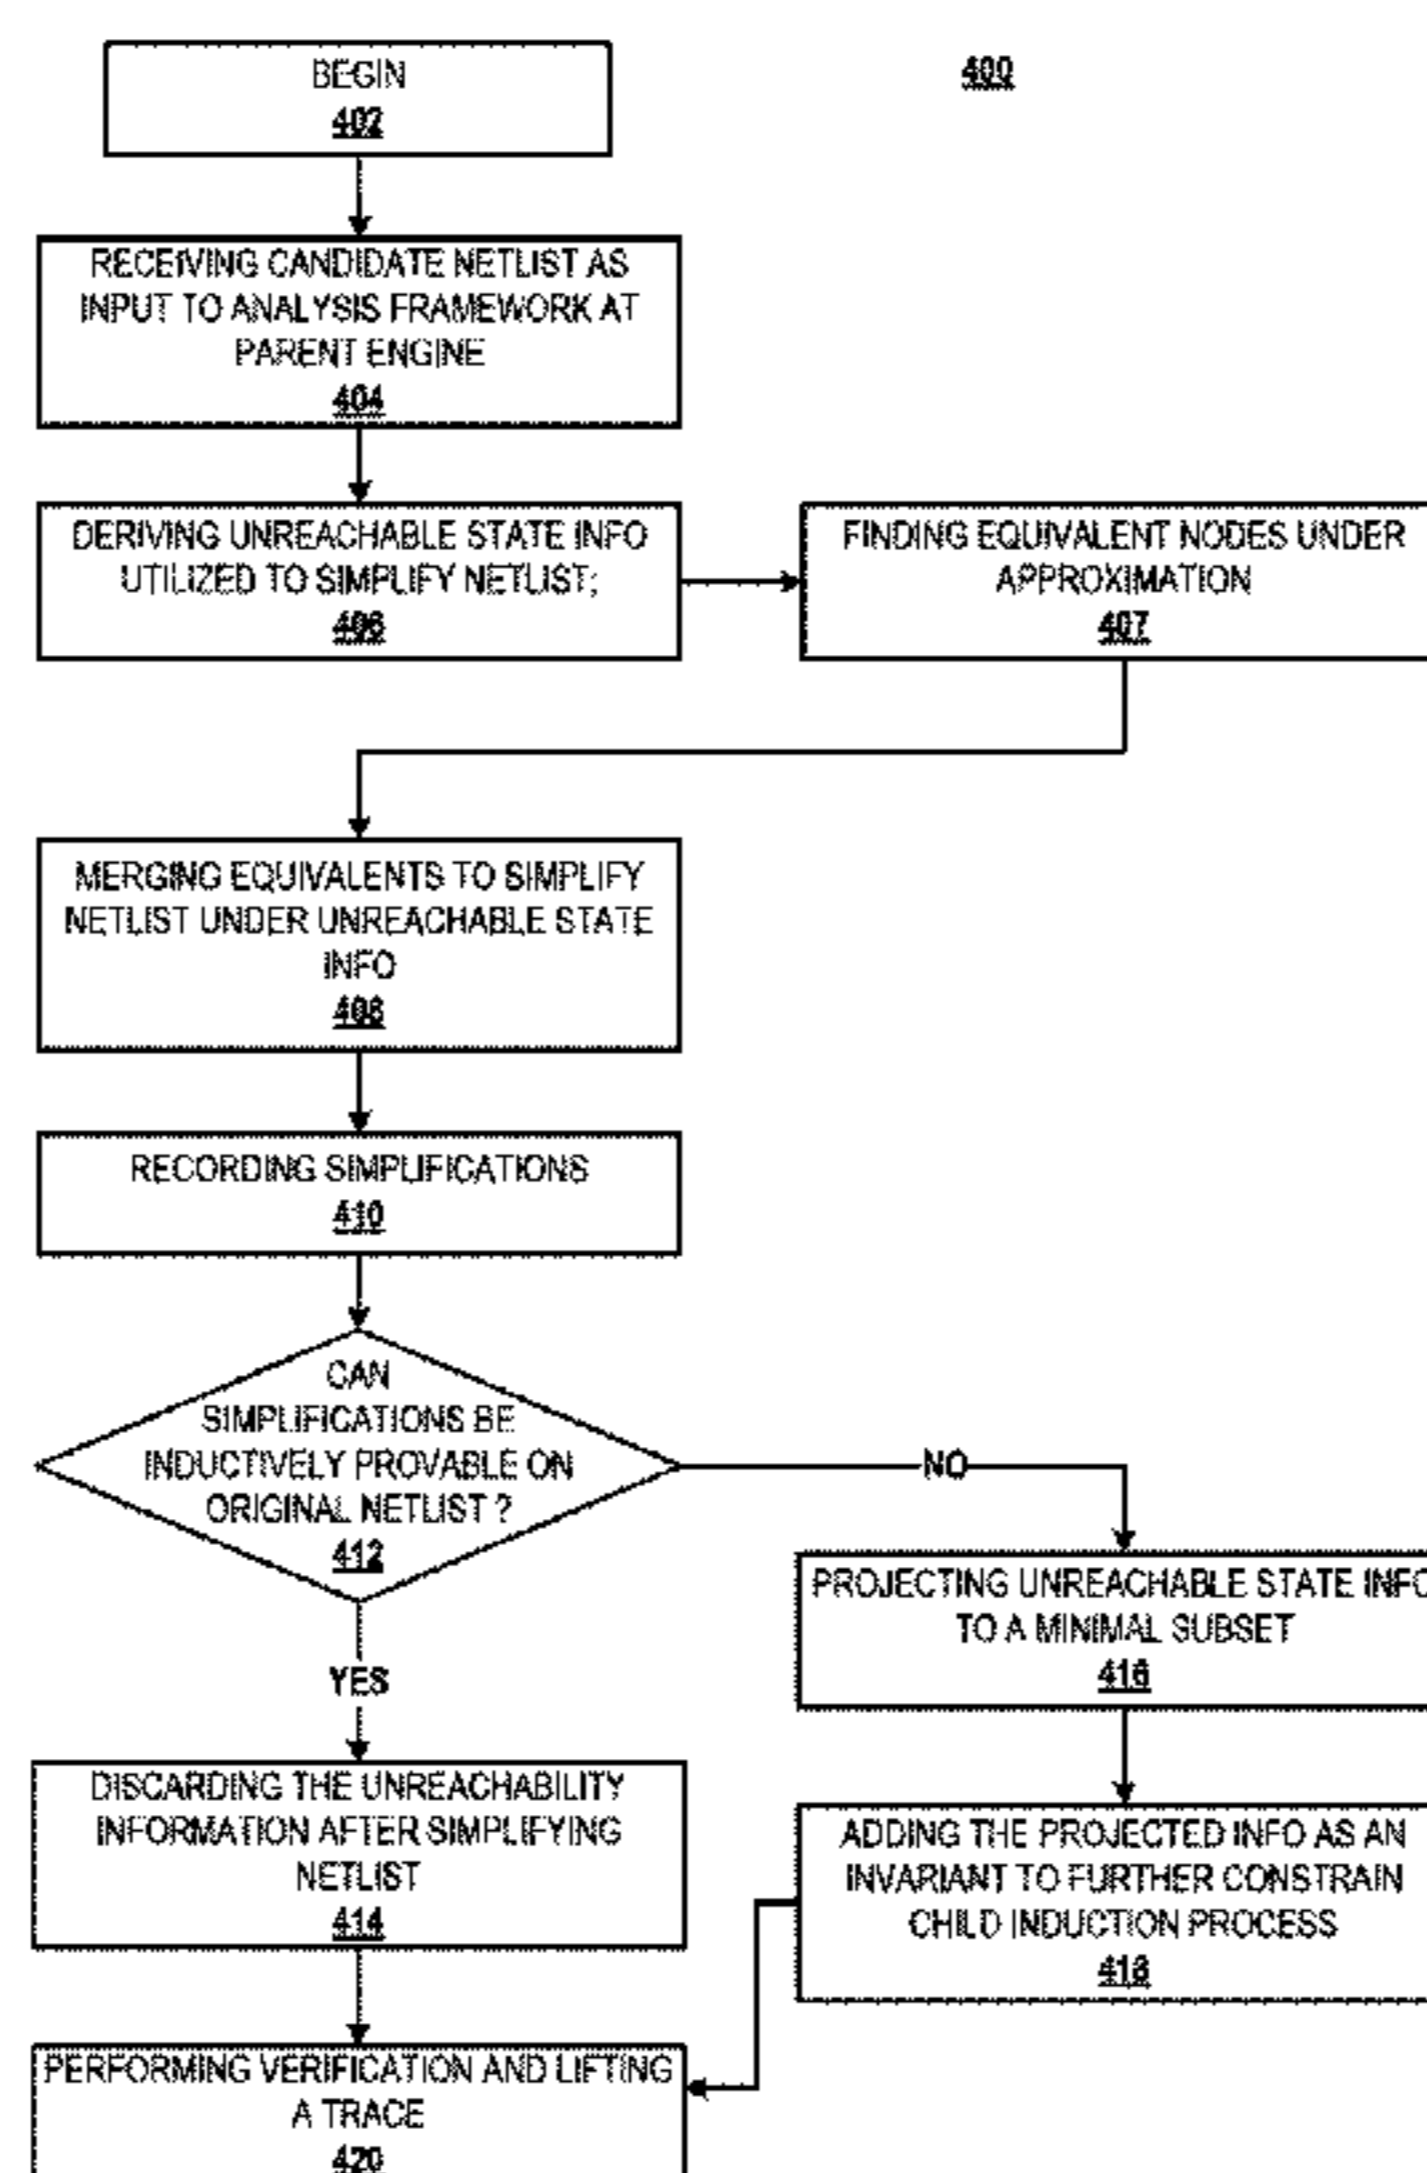 BEGIN
402
400
RECEIVING CANDIDATE NETLIST AS
INPUT TO ANALYSIS FRAMEWORK AT
PARENT ENGINE
404
DERIVING UNREACHABLE STATE INFO
UTILIZED TO SIMPLIFY NETLIST;
406
FINDING EQUIVALENT NODES UNDER
APPROXIMATION
407
MERGING EQUIVALENTS TO SIMPLIFY
NETLIST UNDER UNREACHABLE STATE
INFO
408
RECORDING SIMPLIFICATIONS
410
CAN
SIMPLIFICATIONS BE
INDUCTIVELY PROVABLE ON
ORIGINAL NETLIST ?
412
NO
YES
PROJECTING UNREACHABLE STATE INFO
TO A MINIMAL SUBSET
416
DISCARDING THE UNREACHABILITY
INFORMATION AFTER SIMPLIFYING
NETLIST
414
ADDING THE PROJECTED INFO AS AN
INVARIANT TO FURTHER CONSTRAIN
CHILD INDUCTION PROCESS
418
PERFORMING VERIFICATION AND LIFTING
A TRACE
420